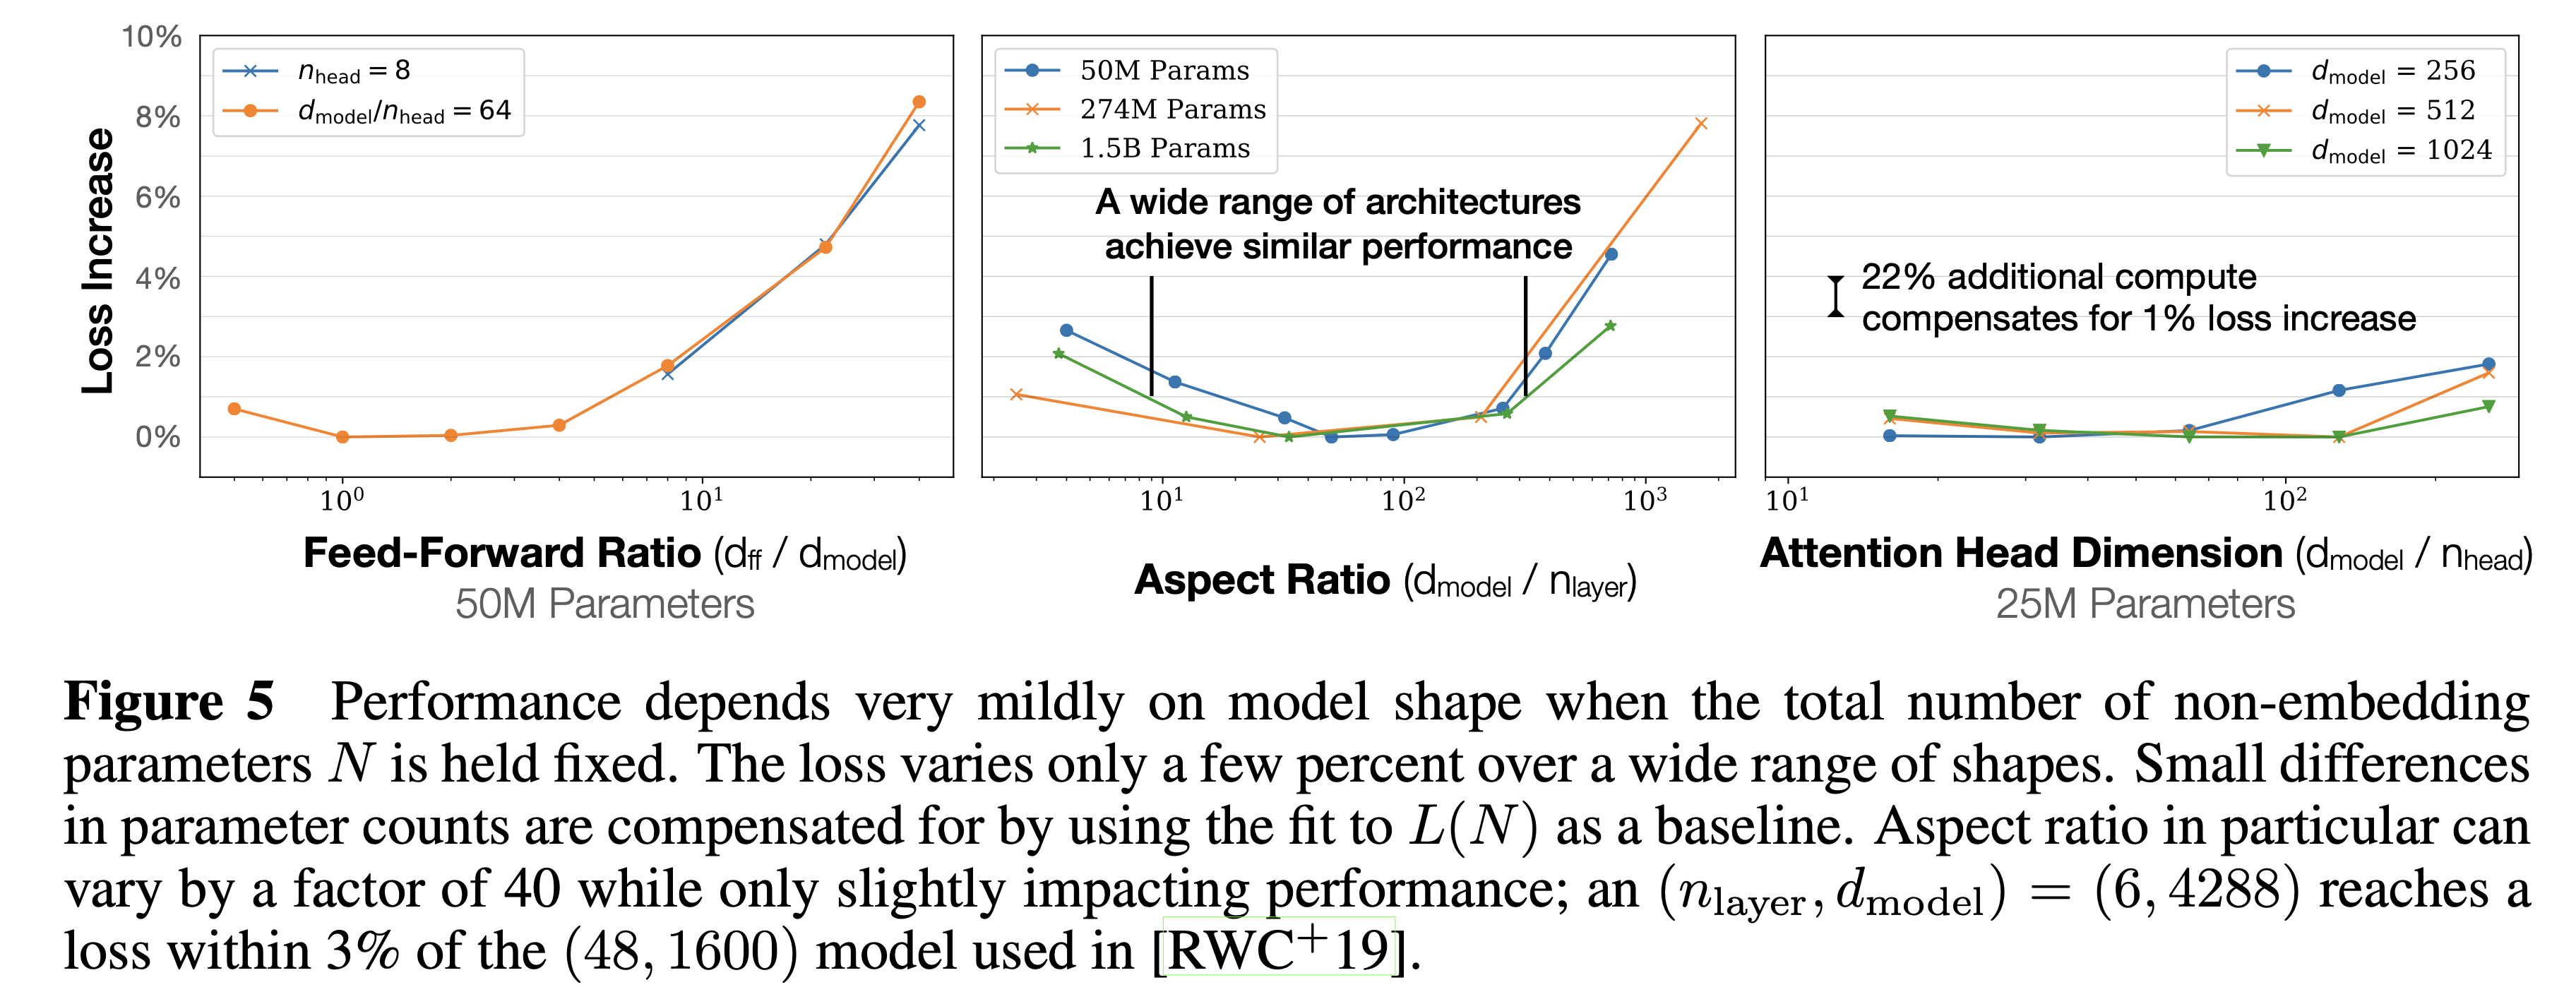 Loss Increase
10%
8%
6%
4%
2%
0%
n_head = 8
d_model/n_head = 64
10^0
10^1
Feed-Forward Ratio (d_ff / d_model)
50M Parameters
50M Params
274M Params
1.5B Params
A wide range of architectures
achieve similar performance
10^1
10^2
10^3
Aspect Ratio (d_model / n_layer)
d_model = 256
d_model = 512
d_model = 1024
22% additional compute
compensates for 1% loss increase
10^1
10^2
Attention Head Dimension (d_model / n_head)
25M Parameters
Figure 5 Performance depends very mildly on model shape when the total number of non-embedding
parameters N is held fixed. The loss varies only a few percent over a wide range of shapes. Small differences
in parameter counts are compensated for by using the fit to L(N) as a baseline. Aspect ratio in particular can
vary by a factor of 40 while only slightly impacting performance; an (n_layer, d_model) = (6, 4288) reaches a
loss within 3% of the (48, 1600) model used in [RWC^+19].